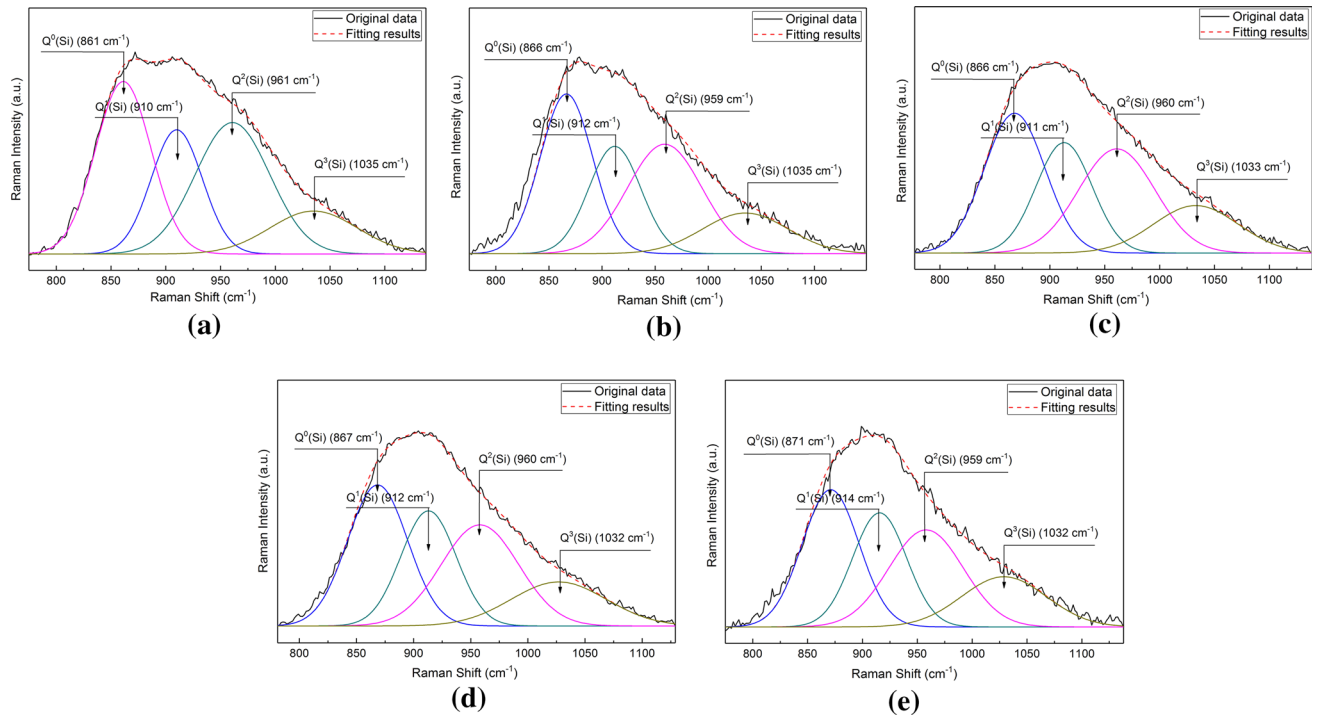 Original data
Fitting results
Q⁰(Si) (861 cm⁻¹)
Q²(Si) (961 cm⁻¹)
Q¹(Si) (910 cm⁻¹)
Q³(Si) (1035 cm⁻¹)
Raman Intensity (a.u.)
800 850 900 950 1000 1050 1100
Raman Shift (cm⁻¹)
(a)
Original data
Fitting results
Q⁰(Si) (866 cm⁻¹)
Q²(Si) (959 cm⁻¹)
Q¹(Si) (912 cm⁻¹)
Q³(Si) (1035 cm⁻¹)
Raman Intensity (a.u.)
800 850 900 950 1000 1050 1100
Raman Shift (cm⁻¹)
(b)
Original data
Fitting results
Q⁰(Si) (866 cm⁻¹)
Q²(Si) (960 cm⁻¹)
Q¹(Si) (911 cm⁻¹)
Q³(Si) (1033 cm⁻¹)
Raman Intensity (a.u.)
800 850 900 950 1000 1050 1100
Raman Shift (cm⁻¹)
(c)
Original data
Fitting results
Q⁰(Si) (867 cm⁻¹)
Q²(Si) (960 cm⁻¹)
Q¹(Si) (912 cm⁻¹)
Q³(Si) (1032 cm⁻¹)
Raman Intensity (a.u.)
800 850 900 950 1000 1050 1100
Raman Shift (cm⁻¹)
(d)
Original data
Fitting results
Q⁰(Si) (871 cm⁻¹)
Q²(Si) (959 cm⁻¹)
Q¹(Si) (914 cm⁻¹)
Q³(Si) (1032 cm⁻¹)
Raman Intensity (a.u.)
800 850 900 950 1000 1050 1100
Raman Shift (cm⁻¹)
(e)